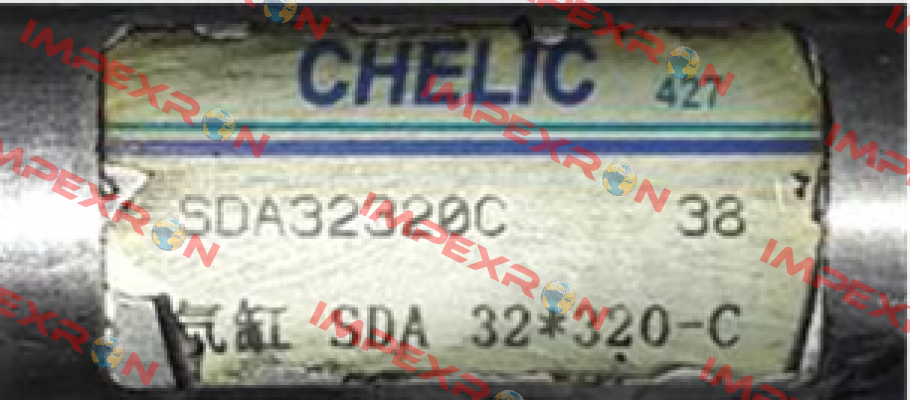 CHELIC 427
SDA32320C 38
气缸 SDA 32*320-C
IMPEXRON